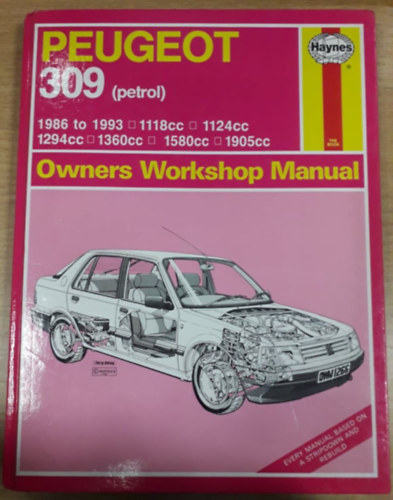 PEUGEOT
309 (petrol)
Haynes
1986 to 1993 □ 1118cc □ 1124cc
1294cc □ 1360cc □ 1580cc □ 1905cc
Owners Workshop Manual
EVERY MANUAL BASED ON
A STRIPDOWN AND
REBUILD